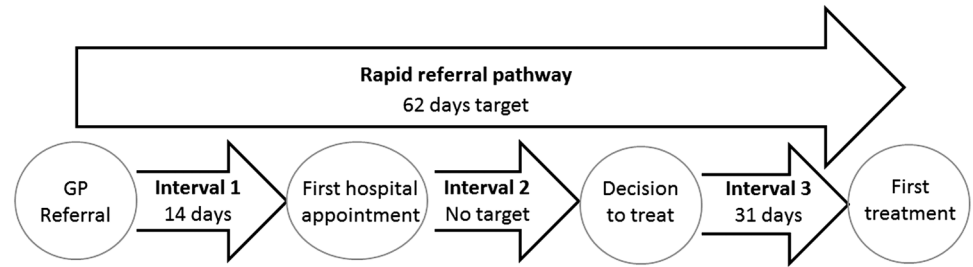 Rapid referral pathway
62 days target
GP
Referral
Interval 1
14 days
First hospital
appointment
Interval 2
No target
Decision
to treat
Interval 3
31 days
First
treatment